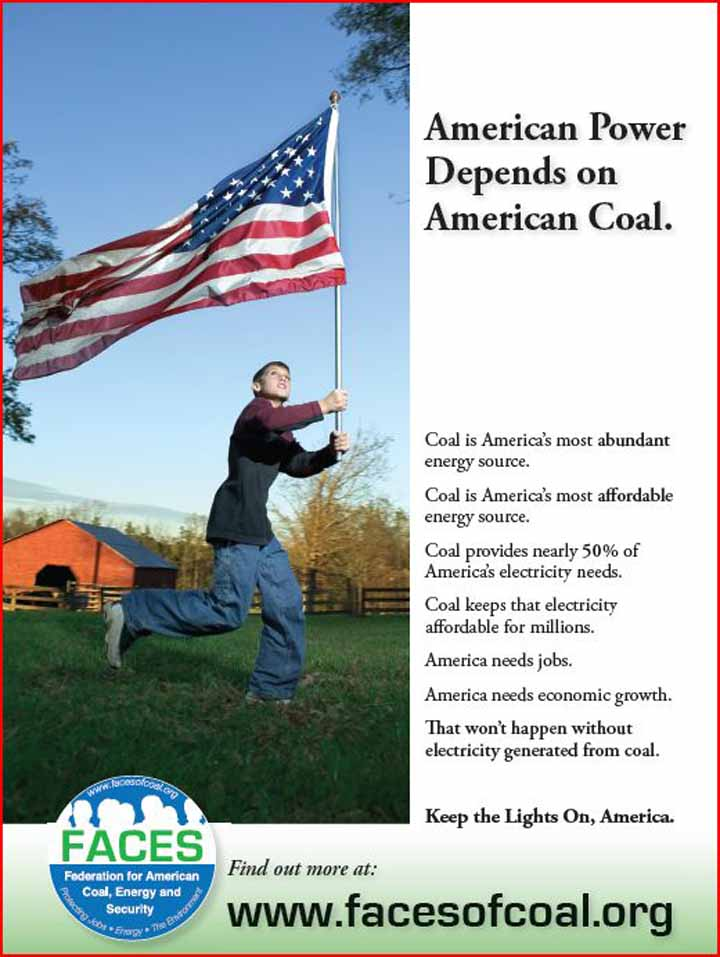 American Power
Depends on
American Coal.
Coal is America's most abundant
energy source.
Coal is America's most affordable
energy source.
Coal provides nearly 50% of
America's electricity needs.
Coal keeps that electricity
affordable for millions.
America needs jobs.
America needs economic growth.
That won't happen without
electricity generated from coal.
Keep the Lights On, America.
www.facesofcoal.org
FACES
Federation for American
Coal, Energy and
Security
Protecting Jobs • Energy • The Environment
Find out more at:
www.facesofcoal.org